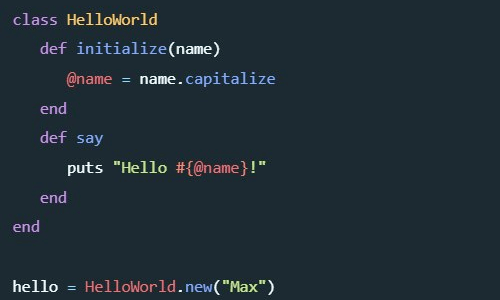 class HelloWorld
   def initialize(name)
      @name = name.capitalize
   end
   def say
      puts "Hello #{@name}!"
   end
end

hello = HelloWorld.new("Max")